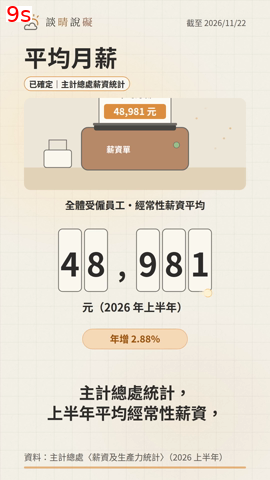 9s
談晴說礙
截至 2026/11/22
平均月薪
已確定｜主計總處薪資統計
48,981 元
薪資單
全體受僱員工・經常性薪資平均
48,981
元（2026 年上半年）
年增 2.88%
主計總處統計，
上半年平均經常性薪資，
資料：主計總處〈薪資及生產力統計〉（2026 上半年）